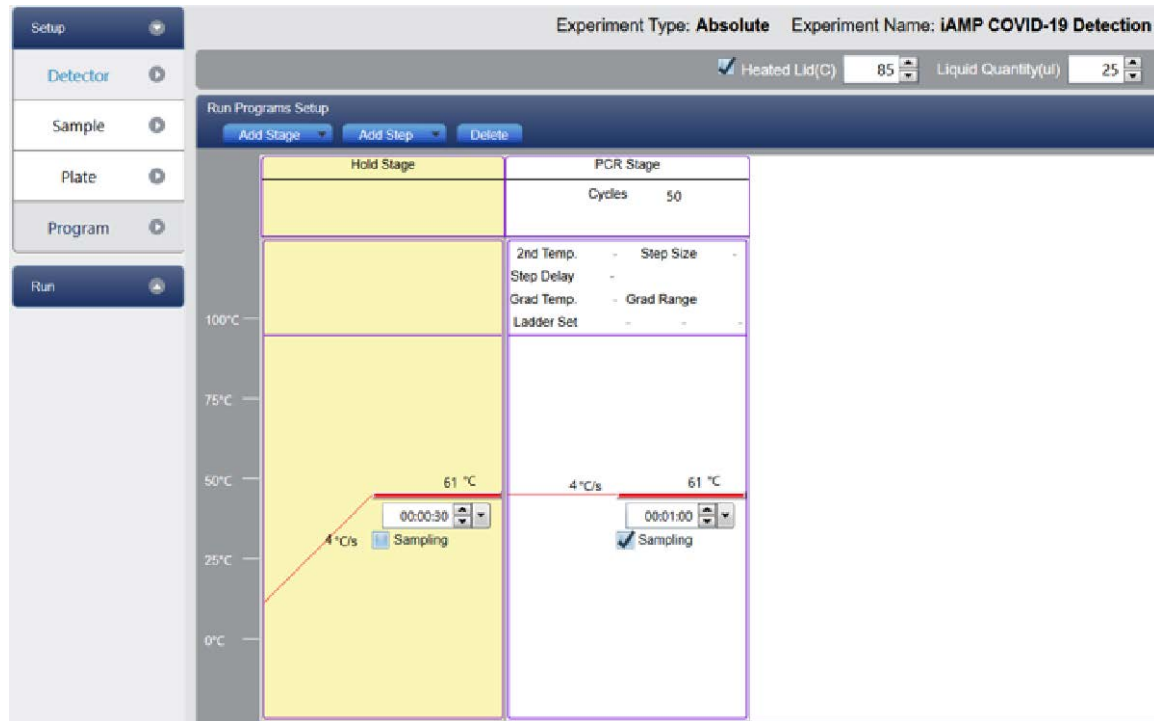 Experiment Type: Absolute Experiment Name: iAMP COVID-19 Detection
Setup
Detector
Sample
Plate
Program
Run
Heated Lid(C) 85 Liquid Quantity(ul) 25
Run Programs Setup
Add Stage Add Step Delete
Hold Stage PCR Stage
Cycles 50
2nd Temp. - Step Size -
Step Delay -
Grad Temp. - Grad Range
Ladder Set - - -
100°C
75°C
50°C
25°C
0°C
61 °C
00:00:30
4 °C/s Sampling
4 °C/s 61 °C
00:01:00
Sampling